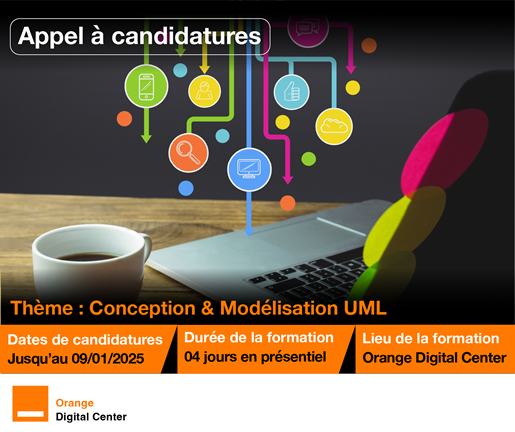 Appel à candidatures
Thème : Conception & Modélisation UML
Dates de candidatures
Jusqu'au 09/01/2025
Durée de la formation
04 jours en présentiel
Lieu de la formation
Orange Digital Center
Orange
Digital Center